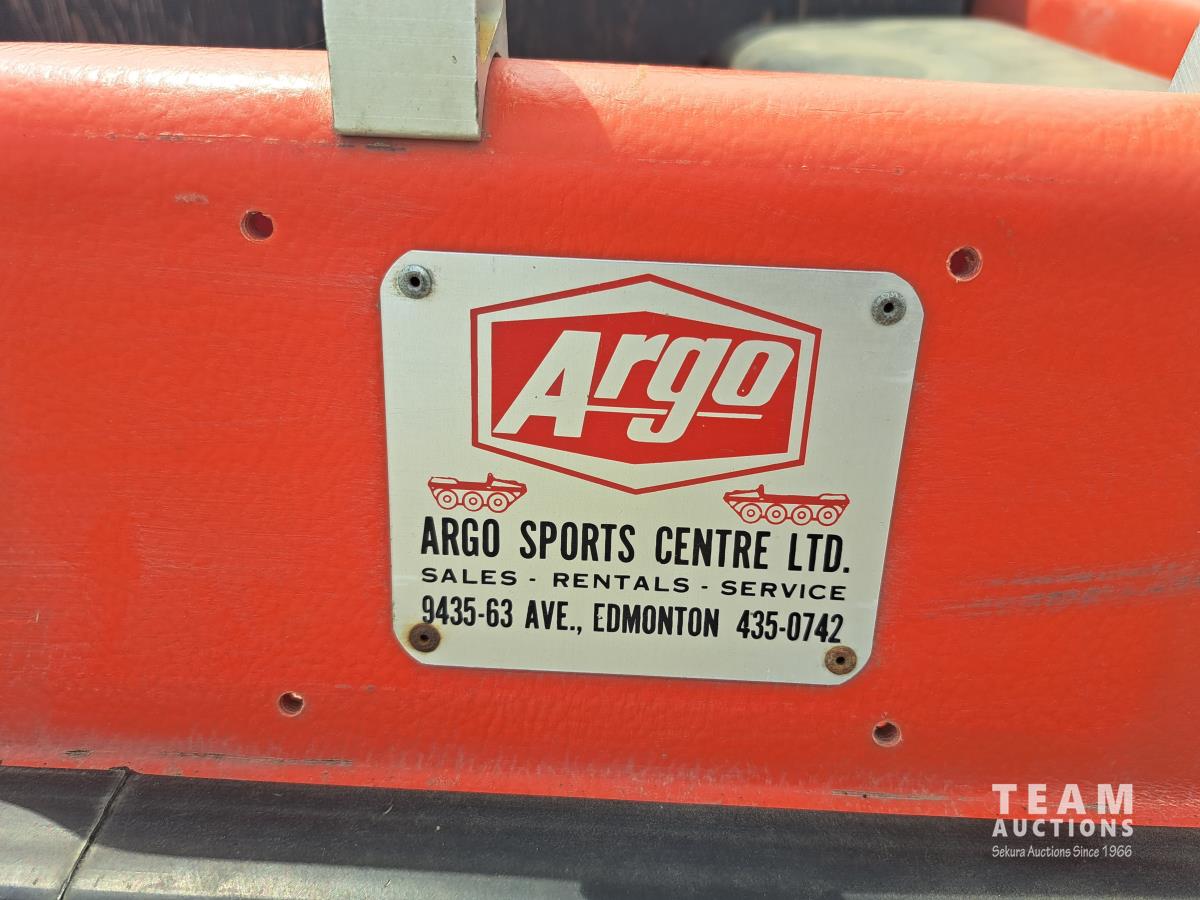 Argo
ARGO SPORTS CENTRE LTD.
SALES - RENTALS - SERVICE
9435-63 AVE., EDMONTON 435-0742
TEAM
AUCTIONS
Sekura Auctions Since 1966